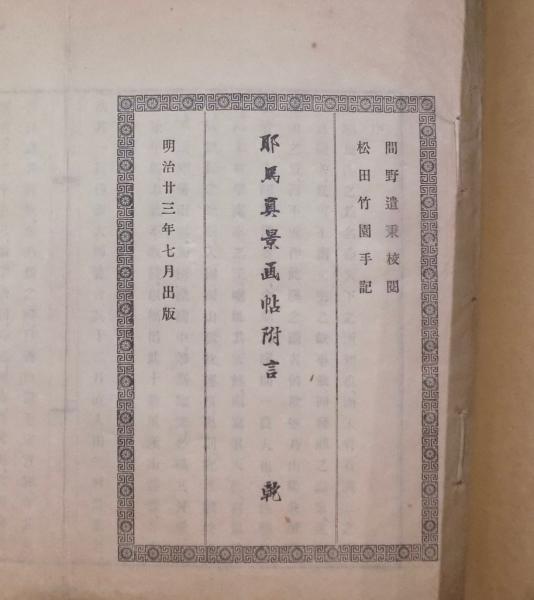 間野遺秉校閲
松田竹園手記
耶馬真景画帖附言 乾
明治廿三年七月出版